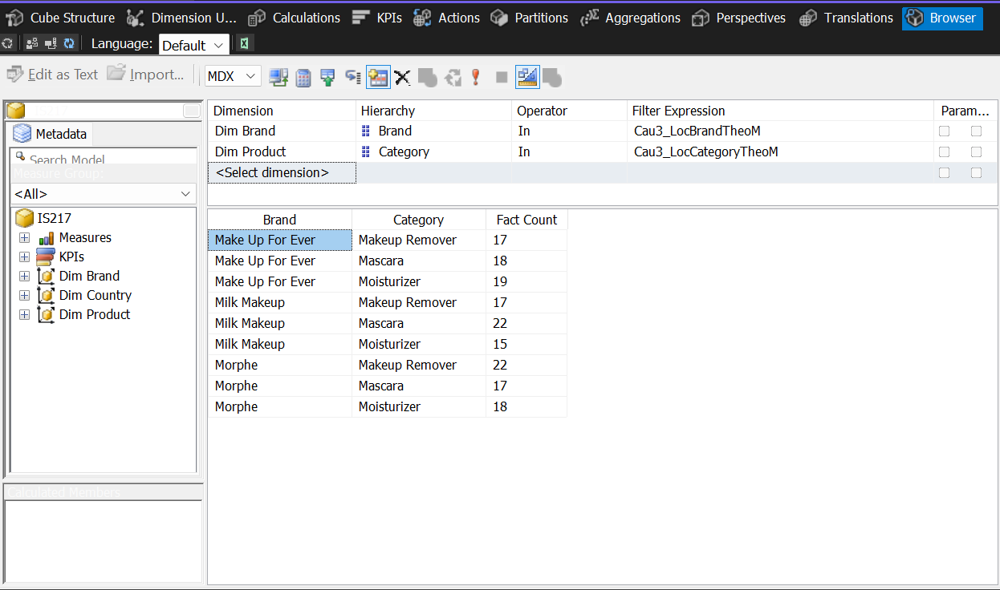 Cube Structure Dimension U... Calculations KPIs Actions Partitions Aggregations Perspectives Translations Browser
Language: Default
Edit as Text Import... MDX
IS217
Metadata
Search Model
Measure Group:
<All>
IS217
Measures
KPIs
Dim Brand
Dim Country
Dim Product
Calculated Members
Dimension Hierarchy Operator Filter Expression Param...
Dim Brand Brand In Cau3_LocBrandTheoM
Dim Product Category In Cau3_LocCategoryTheoM
<Select dimension>
Brand Category Fact Count
Make Up For Ever Makeup Remover 17
Make Up For Ever Mascara 18
Make Up For Ever Moisturizer 19
Milk Makeup Makeup Remover 17
Milk Makeup Mascara 22
Milk Makeup Moisturizer 15
Morphe Makeup Remover 22
Morphe Mascara 17
Morphe Moisturizer 18